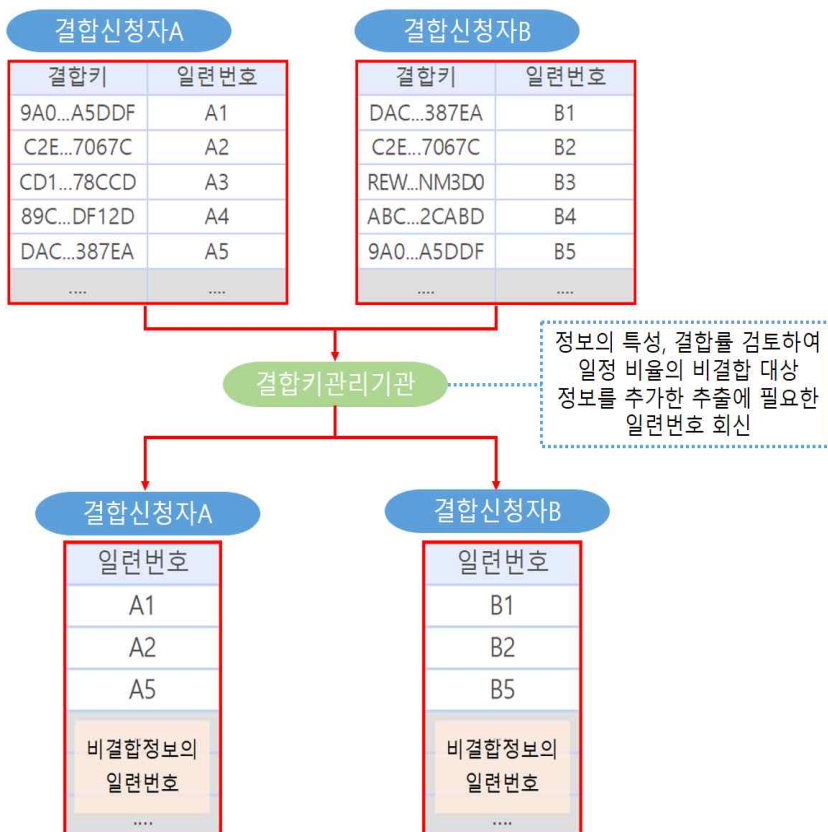 결합신청자A
결합신청자B
결합키 일련번호
9A0...A5DDF A1
C2E...7067C A2
CD1...78CCD A3
89C...DF12D A4
DAC...387EA A5
.... ....
결합키 일련번호
DAC...387EA B1
C2E...7067C B2
REW...NM3D0 B3
ABC...2CABD B4
9A0...A5DDF B5
.... ....
결합키관리기관
정보의 특성, 결합률 검토하여
일정 비율의 비결합 대상
정보를 추가한 추출에 필요한
일련번호 회신
결합신청자A
일련번호
A1
A2
A5
비결합정보의
일련번호
....
결합신청자B
일련번호
B1
B2
B5
비결합정보의
일련번호
....